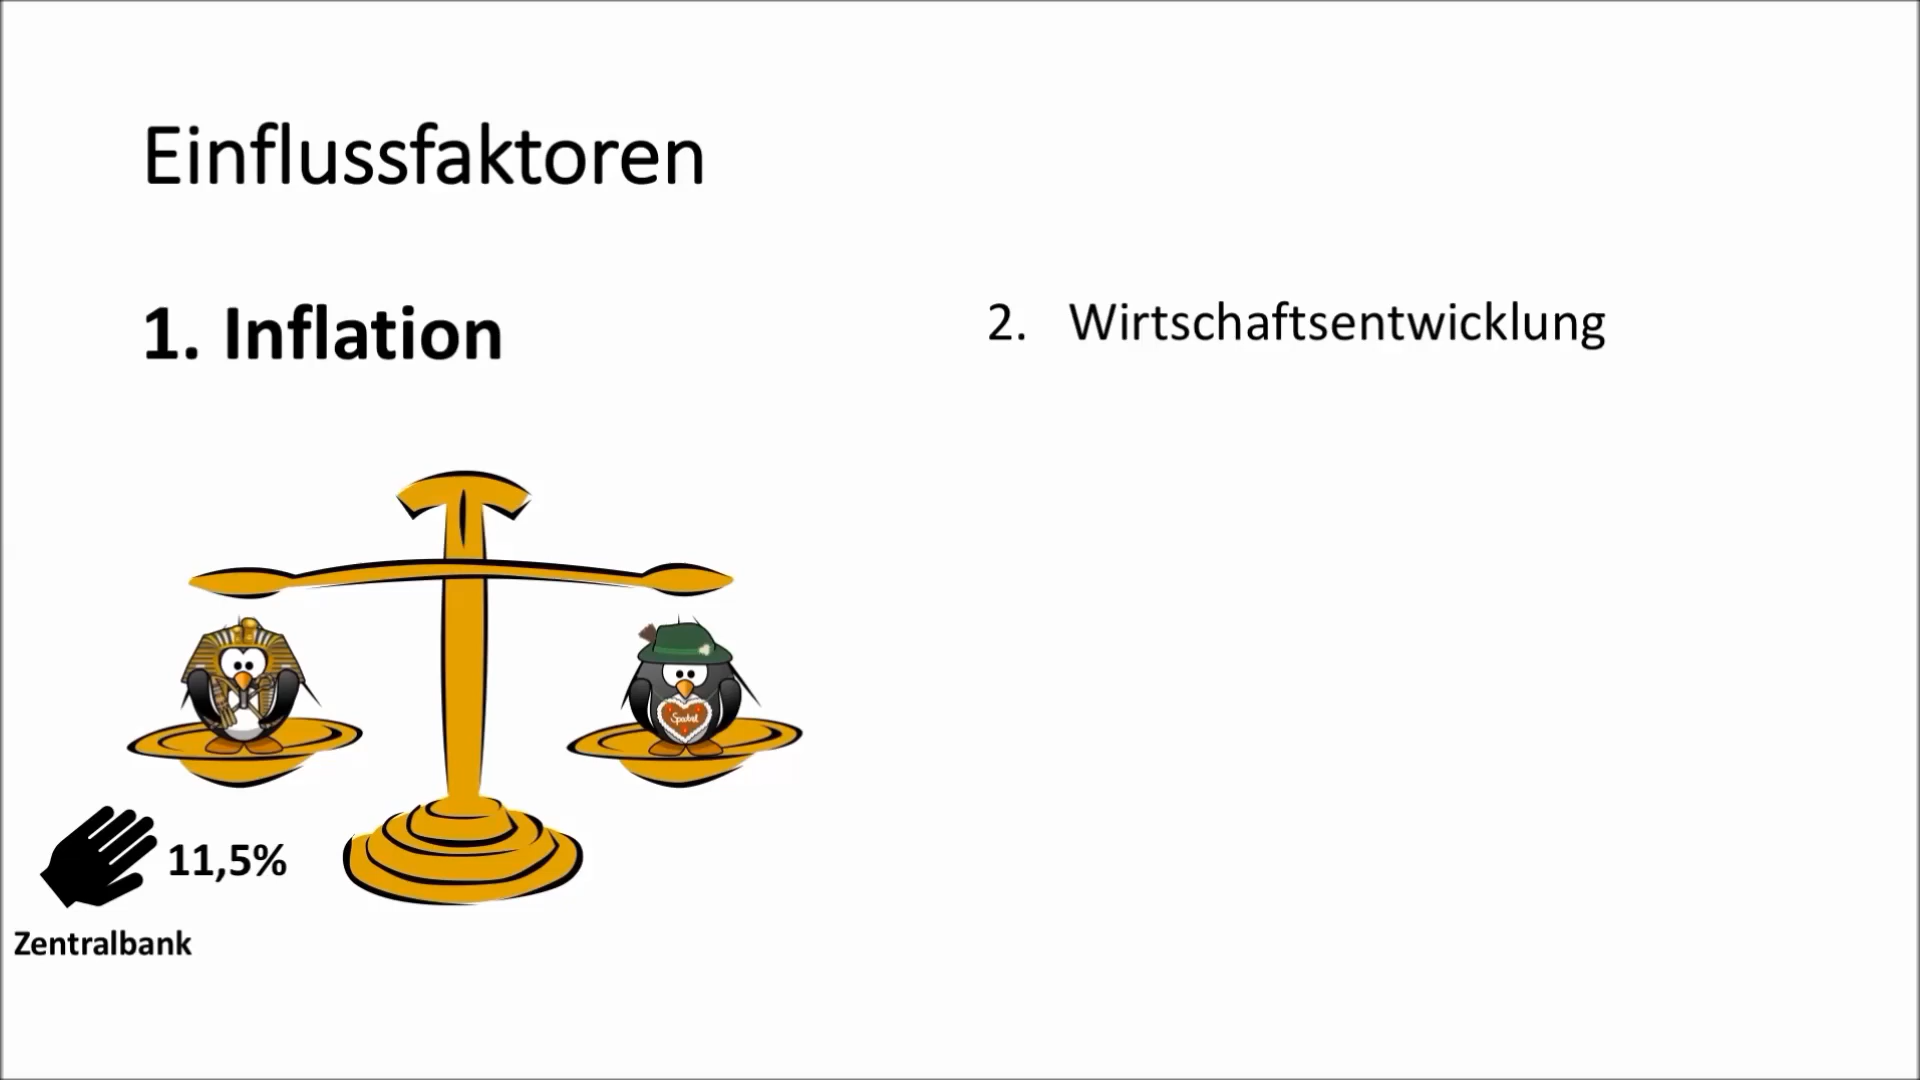 Einflussfaktoren
1. Inflation
2. Wirtschaftsentwicklung
11,5%
Zentralbank